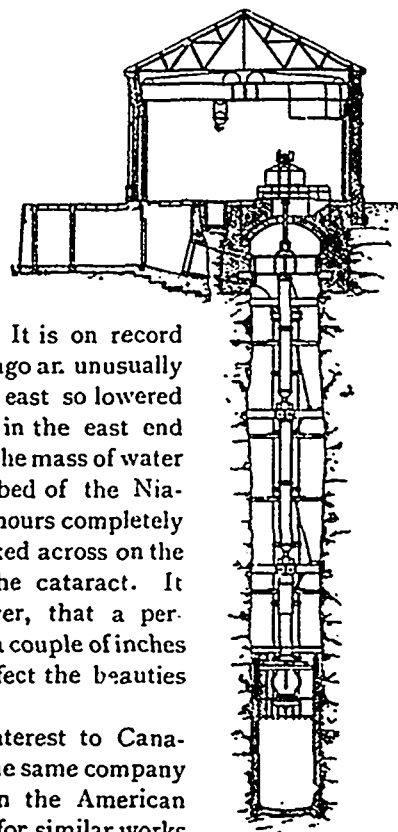 It is on record
ago an unusually
east so lowered
in the east end
he mass of water
bed of the Nia-
hours completely
ked across on the
he cataract. It
er, that a per-
a couple of inches
fect the beauties
nterest to Cana-
he same company
n the American
for similar works